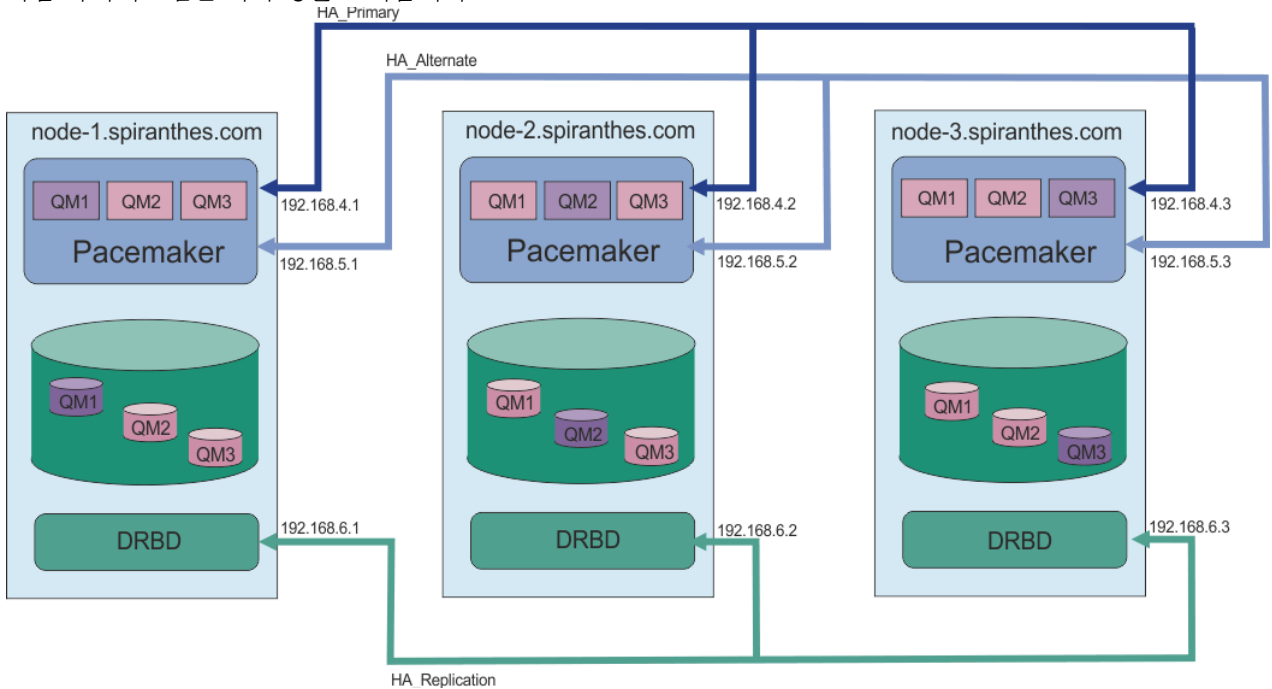 HA_Primary
HA_Alternate
node-1.spiranthes.com
QM1 QM2 QM3
Pacemaker
192.168.4.1
192.168.5.1
QM1
QM2
QM3
DRBD
192.168.6.1
node-2.spiranthes.com
QM1 QM2 QM3
Pacemaker
192.168.4.2
192.168.5.2
QM1
QM2
QM3
DRBD
192.168.6.2
node-3.spiranthes.com
QM1 QM2 QM3
Pacemaker
192.168.4.3
192.168.5.3
QM1
QM2
QM3
DRBD
192.168.6.3
HA_Replication